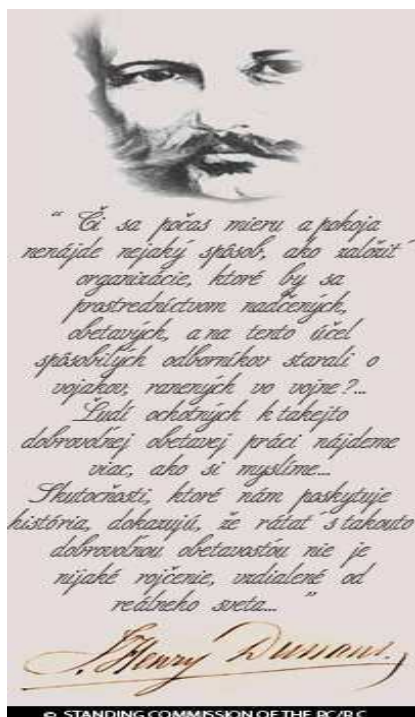 “ Či sa počas mieru a pokoja
nenájde nejaký spôsob, ako založiť
organizácie, ktoré by sa
prostredníctvom nadčených,
obetavých, a na tento účel
spôsobilých odborníkov starali o
vojakov, ranených vo vojne?...
Ľudí ochotných k takejto
dobrovoľnej obetavej práci nájdeme
viac, ako si myslíme...
Skutočňosti, ktoré nám poskytuje
história, dokazujú, že rátať s takouto
dobrovoľnou obetavosťou nie je
nijaké rojčenie, vzdialené od
reálneho sveta... ”
J. Henry Dunant
© STANDING COMMISSION OF THE RC/RC